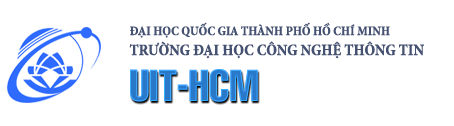 ĐẠI HỌC QUỐC GIA THÀNH PHỐ HỒ CHÍ MINH
TRƯỜNG ĐẠI HỌC CÔNG NGHỆ THÔNG TIN
UIT-HCM